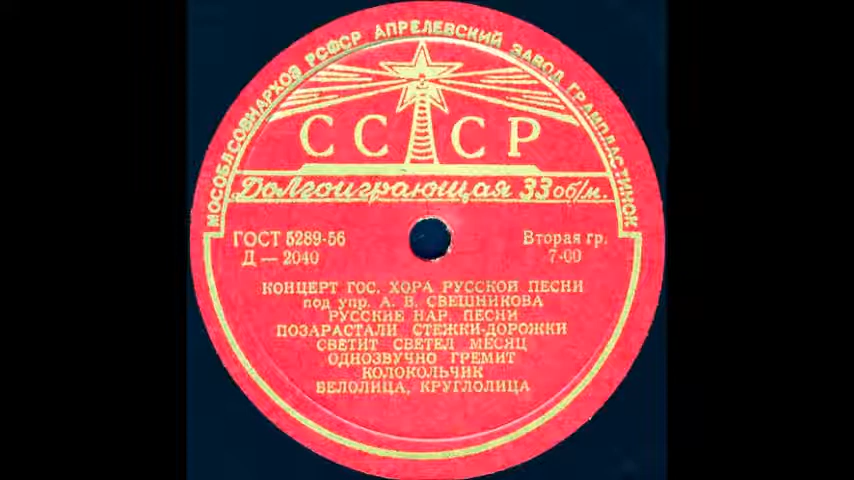 МОСОБЛСОВНАРХОЗ РСФСР АПРЕЛЕВСКИЙ ЗАВОД ГРАМПЛАСТИНОК
СССР
Долгоиграющая 33 об/м.
ГОСТ 5289-56
Д — 2040
Вторая гр.
7-00
КОНЦЕРТ ГОС. ХОРА РУССКОЙ ПЕСНИ
под упр. А. В. СВЕШНИКОВА
РУССКИЕ НАР. ПЕСНИ
ПОЗАРАСТАЛИ СТЕЖКИ-ДОРОЖКИ
СВЕТИТ СВЕТЕЛ МЕСЯЦ
ОДНОЗВУЧНО ГРЕМИТ
КОЛОКОЛЬЧИК
БЕЛОЛИЦА, КРУГЛОЛИЦА